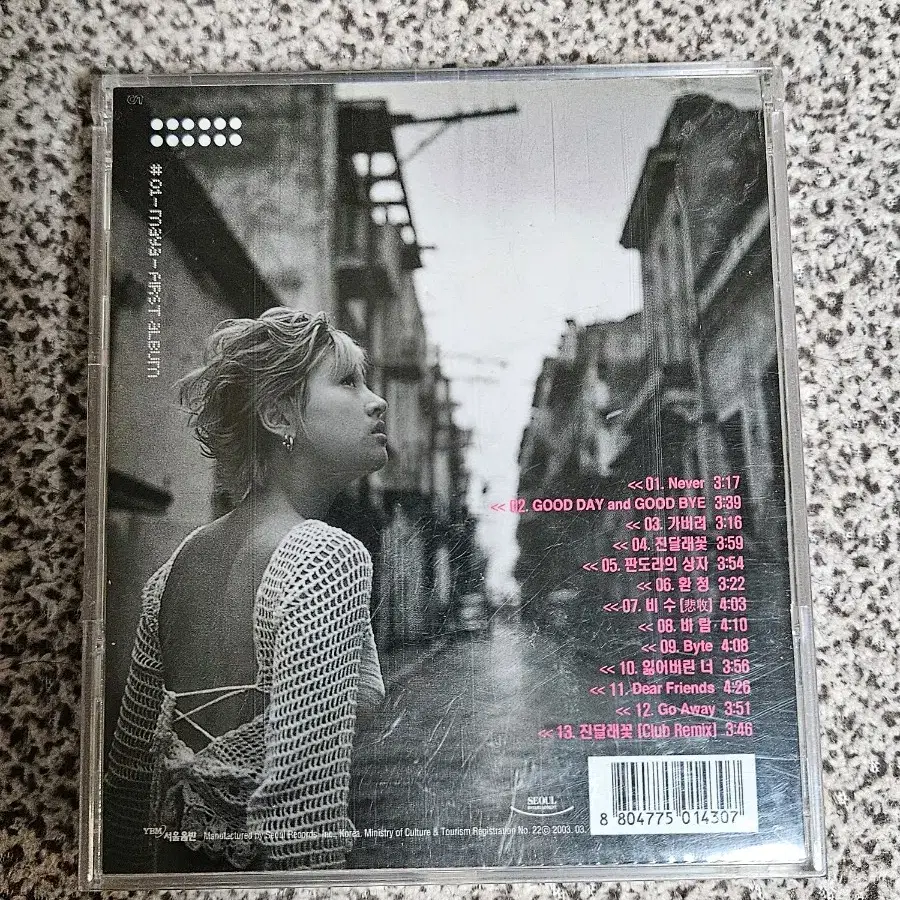 #01-maya-FIRST ALBUM
<< 01. Never 3:17
<< 02. GOOD DAY and GOOD BYE 3:39
<< 03. 가버려 3:16
<< 04. 진달래꽃 3:59
<< 05. 판도라의 상자 3:54
<< 06. 환 청 3:22
<< 07. 비 수 [悲收] 4:03
<< 08. 바 람 4:10
<< 09. Byte 4:08
<< 10. 잃어버린 너 3:56
<< 11. Dear Friends 4:26
<< 12. Go Away 3:51
<< 13. 진달래꽃 [Club Remix] 3:46
SEOUL
8 804775 014307
YBM 서울음반 Manufactured by Seoul Records, Inc., Korea. Ministry of Culture & Tourism Registration No. 22 ⓒ 2003. 03.